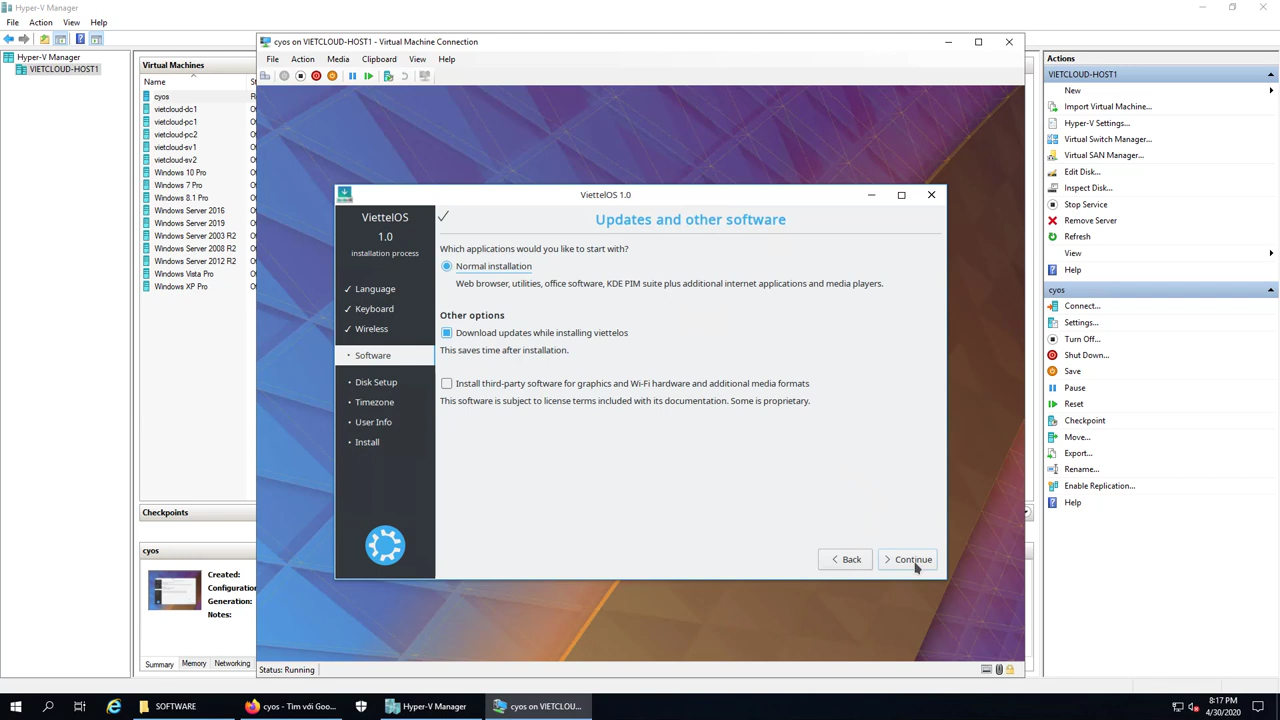 Hyper-V Manager
File Action View Help
Hyper-V Manager
VIETCLOUD-HOST1
Virtual Machines
Name
cyos
vietcloud-dc1
vietcloud-pc1
vietcloud-pc2
vietcloud-sv1
vietcloud-sv2
Windows 10 Pro
Windows 7 Pro
Windows 8.1 Pro
Windows Server 2016
Windows Server 2019
Windows Server 2003 R2
Windows Server 2008 R2
Windows Server 2012 R2
Windows Vista Pro
Windows XP Pro
Checkpoints
cyos
Created:
Configuration
Generation:
Notes:
Summary Memory Networking
cyos on VIETCLOUD-HOST1 - Virtual Machine Connection
File Action Media Clipboard View Help
ViettelOS 1.0
ViettelOS
1.0
installation process
✓ Language
✓ Keyboard
✓ Wireless
· Software
· Disk Setup
· Timezone
· User Info
· Install
Updates and other software
Which applications would you like to start with?
Normal installation
Web browser, utilities, office software, KDE PIM suite plus additional internet applications and media players.
Other options
Download updates while installing viettelos
This saves time after installation.
Install third-party software for graphics and Wi-Fi hardware and additional media formats
This software is subject to license terms included with its documentation. Some is proprietary.
< Back > Continue
Status: Running
Actions
VIETCLOUD-HOST1
New
Import Virtual Machine...
Hyper-V Settings...
Virtual Switch Manager...
Virtual SAN Manager...
Edit Disk...
Inspect Disk...
Stop Service
Remove Server
Refresh
View
Help
cyos
Connect...
Settings...
Turn Off...
Shut Down...
Save
Pause
Reset
Checkpoint
Move...
Export...
Rename...
Enable Replication...
Help
SOFTWARE
cyos - Tìm với Goo...
Hyper-V Manager
cyos on VIETCLOU...
8:17 PM
4/30/2020